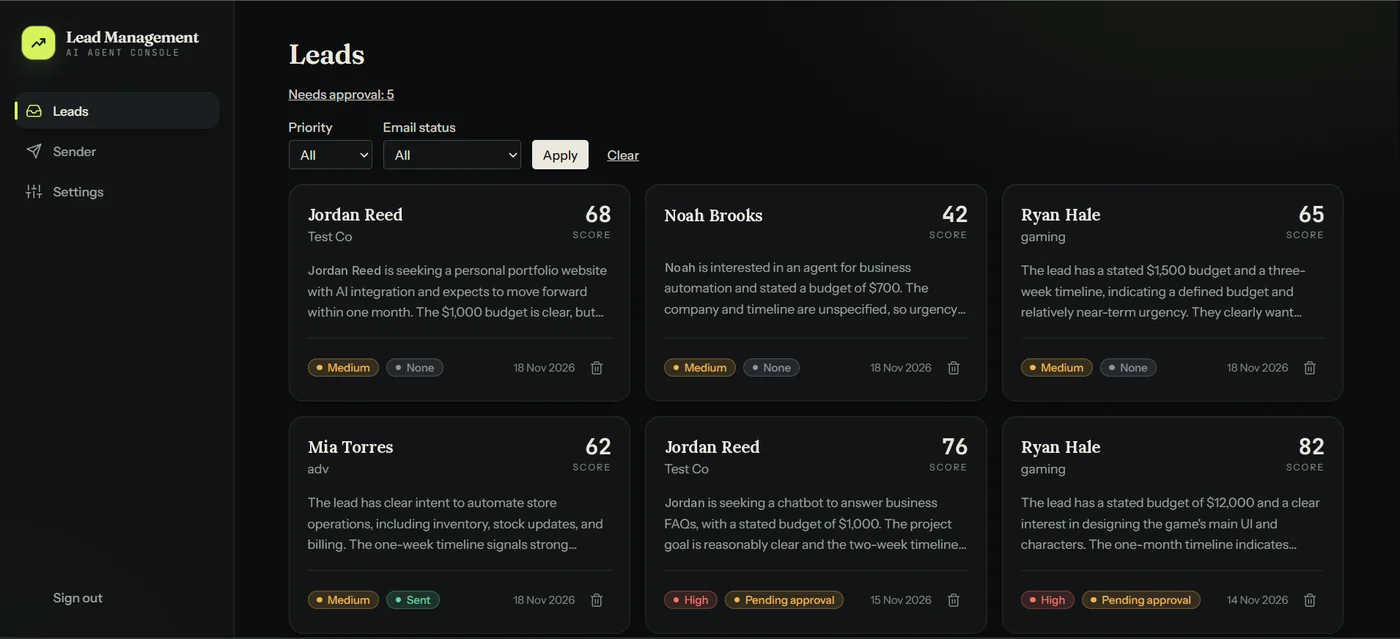 Lead Management
AI AGENT CONSOLE
Leads
Sender
Settings
Sign out
Leads
Needs approval: 5
Priority
Email status
All
All
Apply
Clear
Jordan Reed
68
Test Co
SCORE
Jordan Reed is seeking a personal portfolio website
with AI integration and expects to move forward
within one month. The $1,000 budget is clear, but...
Medium
None
18 Nov 2026
Noah Brooks
42
SCORE
Noah is interested in an agent for business
automation and stated a budget of $700. The
company and timeline are unspecified, so urgency...
Medium
None
18 Nov 2026
Ryan Hale
65
gaming
SCORE
The lead has a stated $1,500 budget and a three-
week timeline, indicating a defined budget and
relatively near-term urgency. They clearly want...
Medium
None
18 Nov 2026
Mia Torres
62
adv
SCORE
The lead has clear intent to automate store
operations, including inventory, stock updates, and
billing. The one-week timeline signals strong...
Medium
Sent
18 Nov 2026
Jordan Reed
76
Test Co
SCORE
Jordan is seeking a chatbot to answer business
FAQs, with a stated budget of $1,000. The project
goal is reasonably clear and the two-week timeline...
High
Pending approval
15 Nov 2026
Ryan Hale
82
gaming
SCORE
The lead has a stated budget of $12,000 and a clear
interest in designing the game's main UI and
characters. The one-month timeline indicates...
High
Pending approval
14 Nov 2026